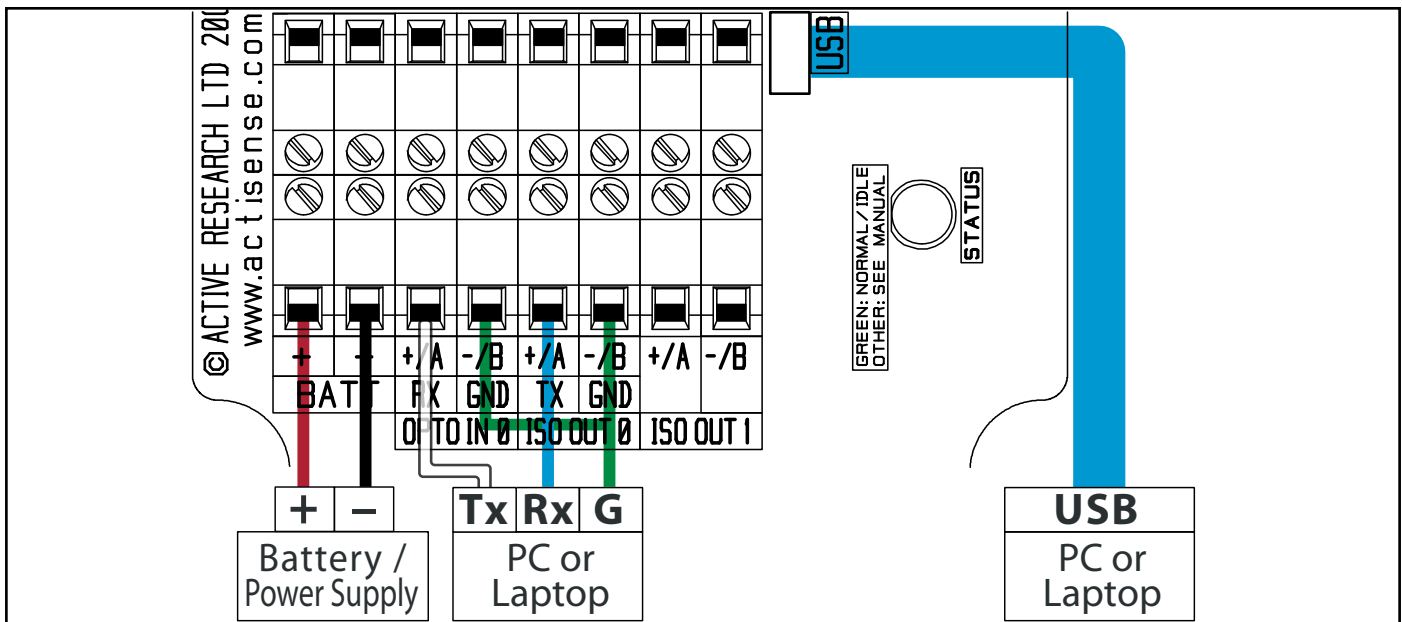 © ACTIVE RESEARCH LTD
www.actisense.com
USB
GREEN: NORMAL/IDLE
OTHER: SEE MANUAL
STATUS
+ - +/A -/B +/A -/B +/A -/B
BATT RX GND TX GND
OPTO IN 0 ISO OUT 0 ISO OUT 1
+ − Tx Rx G USB
Battery / Power Supply
PC or Laptop
PC or Laptop